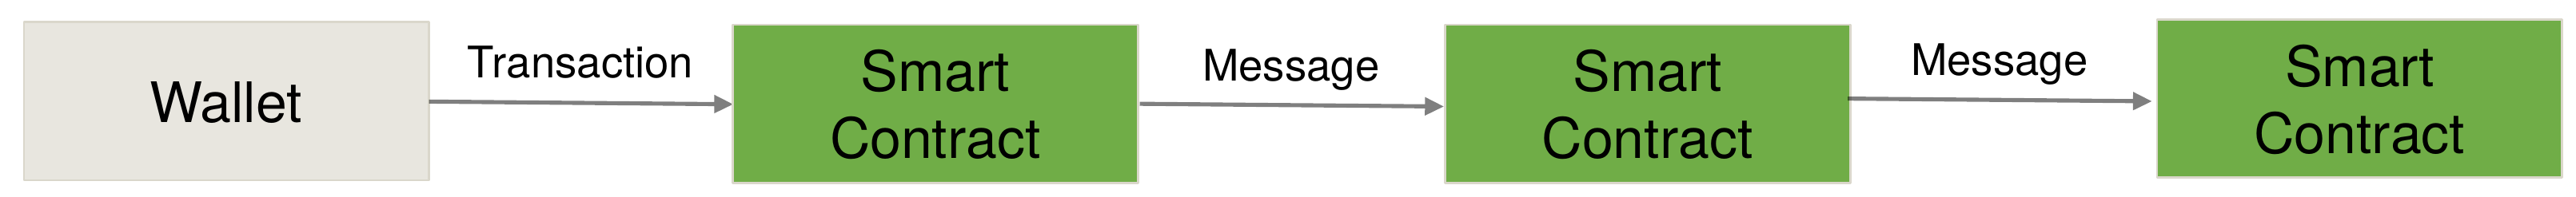 Wallet
Transaction
Smart
Contract
Message
Smart
Contract
Message
Smart
Contract